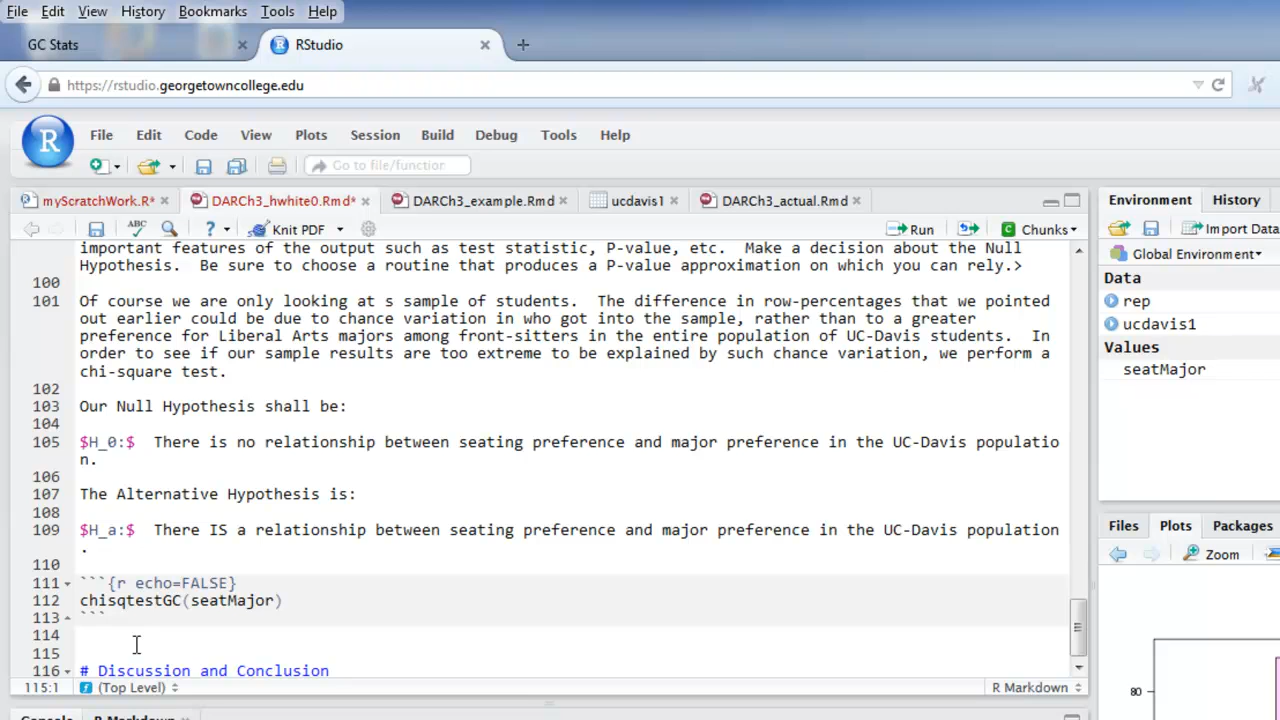 File Edit View History Bookmarks Tools Help
GC Stats RStudio
https://rstudio.georgetowncollege.edu
R File Edit Code View Plots Session Build Debug Tools Help
Go to file/function
myScratchWork.R* DARCh3_hwhite0.Rmd* DARCh3_example.Rmd ucdavis1 DARCh3_actual.Rmd
ABC ? Knit PDF Run Chunks
important features of the output such as test statistic, P-value, etc.  Make a decision about the Null
Hypothesis.  Be sure to choose a routine that produces a P-value approximation on which you can rely.>
100
101 Of course we are only looking at s sample of students.  The difference in row-percentages that we pointed
out earlier could be due to chance variation in who got into the sample, rather than to a greater
preference for Liberal Arts majors among front-sitters in the entire population of UC-Davis students.  In
order to see if our sample results are too extreme to be explained by such chance variation, we perform a
chi-square test.
102
103 Our Null Hypothesis shall be:
104
105 $H_0:$  There is no relationship between seating preference and major preference in the UC-Davis populatio
n.
106
107 The Alternative Hypothesis is:
108
109 $H_a:$  There IS a relationship between seating preference and major preference in the UC-Davis population
.
110
111 ```{r echo=FALSE}
112 chisqtestGC(seatMajor)
113 ```
114
115
116 # Discussion and Conclusion
115:1 (Top Level) R Markdown
Console R Markdown
Environment History
Import Data
Global Environment
Data
rep
ucdavis1
Values
seatMajor
Files Plots Packages
Zoom
80